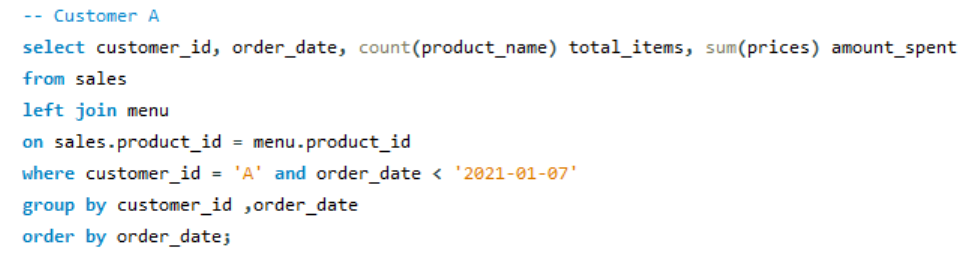 -- Customer A
select customer_id, order_date, count(product_name) total_items, sum(prices) amount_spent
from sales
left join menu
on sales.product_id = menu.product_id
where customer_id = 'A' and order_date < '2021-01-07'
group by customer_id ,order_date
order by order_date;